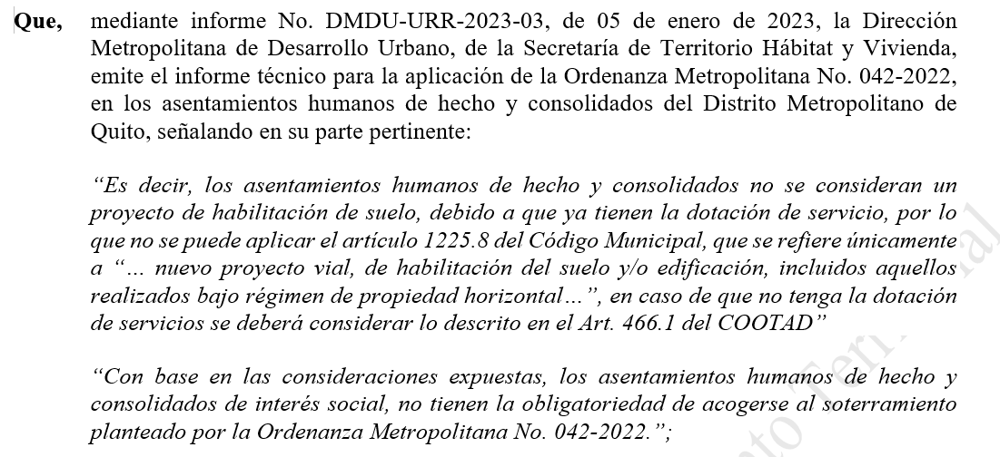 Que, mediante informe No. DMDU-URR-2023-03, de 05 de enero de 2023, la Dirección
Metropolitana de Desarrollo Urbano, de la Secretaría de Territorio Hábitat y Vivienda,
emite el informe técnico para la aplicación de la Ordenanza Metropolitana No. 042-2022,
en los asentamientos humanos de hecho y consolidados del Distrito Metropolitano de
Quito, señalando en su parte pertinente:
“Es decir, los asentamientos humanos de hecho y consolidados no se consideran un
proyecto de habilitación de suelo, debido a que ya tienen la dotación de servicio, por lo
que no se puede aplicar el artículo 1225.8 del Código Municipal, que se refiere únicamente
a “… nuevo proyecto vial, de habilitación del suelo y/o edificación, incluidos aquellos
realizados bajo régimen de propiedad horizontal…”, en caso de que no tenga la dotación
de servicios se deberá considerar lo descrito en el Art. 466.1 del COOTAD”
“Con base en las consideraciones expuestas, los asentamientos humanos de hecho y
consolidados de interés social, no tienen la obligatoriedad de acogerse al soterramiento
planteado por la Ordenanza Metropolitana No. 042-2022.”;